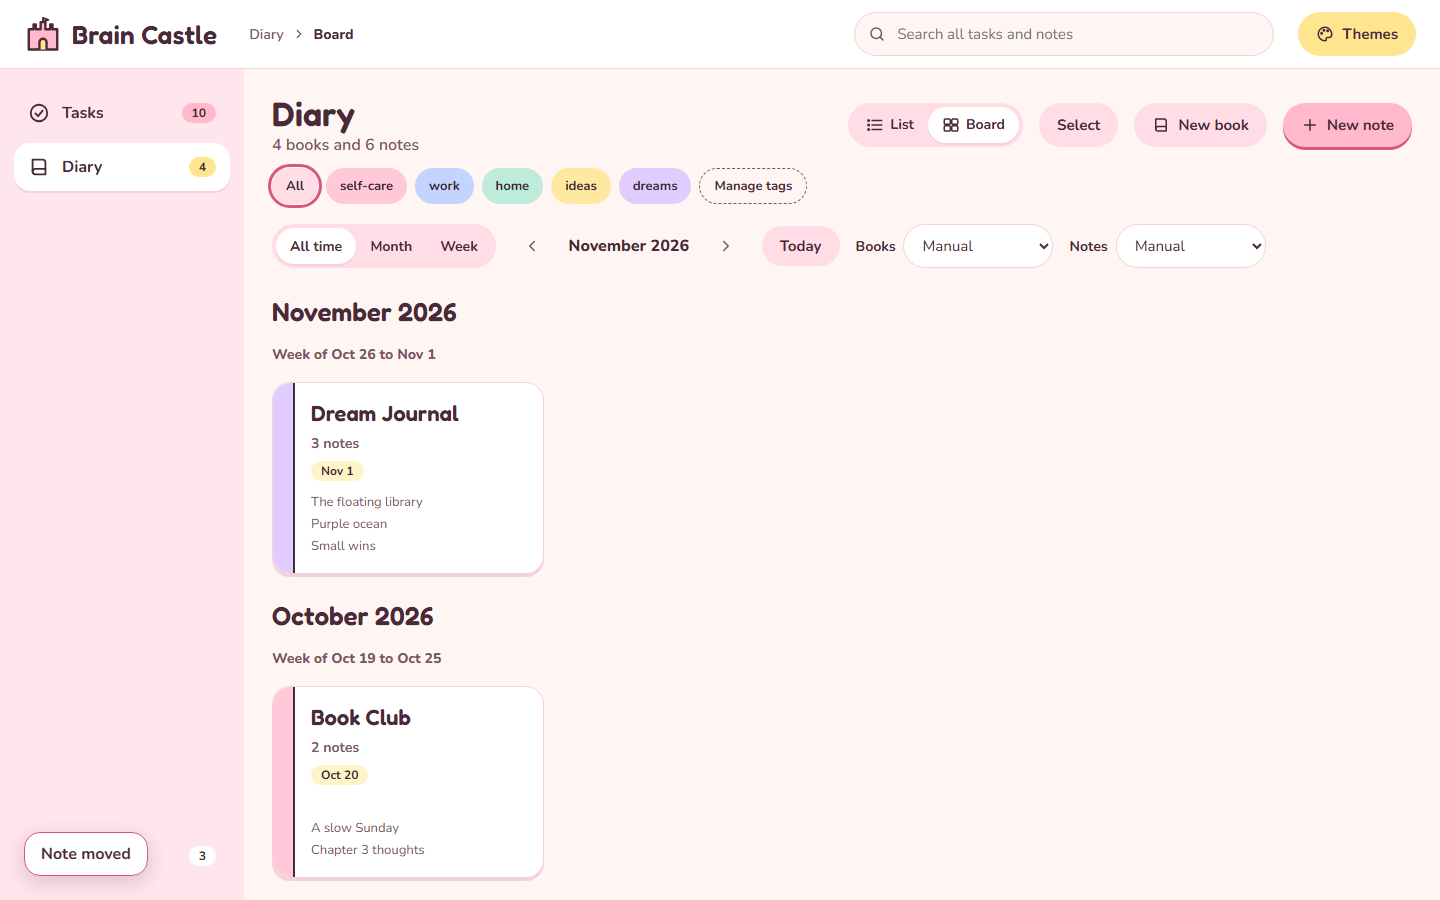 Brain Castle
Diary > Board
Search all tasks and notes
Themes
Tasks 10
Diary 4
Diary
4 books and 6 notes
List Board Select New book New note
All self-care work home ideas dreams Manage tags
All time Month Week November 2026 Today Books Manual Notes Manual
November 2026
Week of Oct 26 to Nov 1
Dream Journal
3 notes
Nov 1
The floating library
Purple ocean
Small wins
October 2026
Week of Oct 19 to Oct 25
Book Club
2 notes
Oct 20
A slow Sunday
Chapter 3 thoughts
Note moved 3